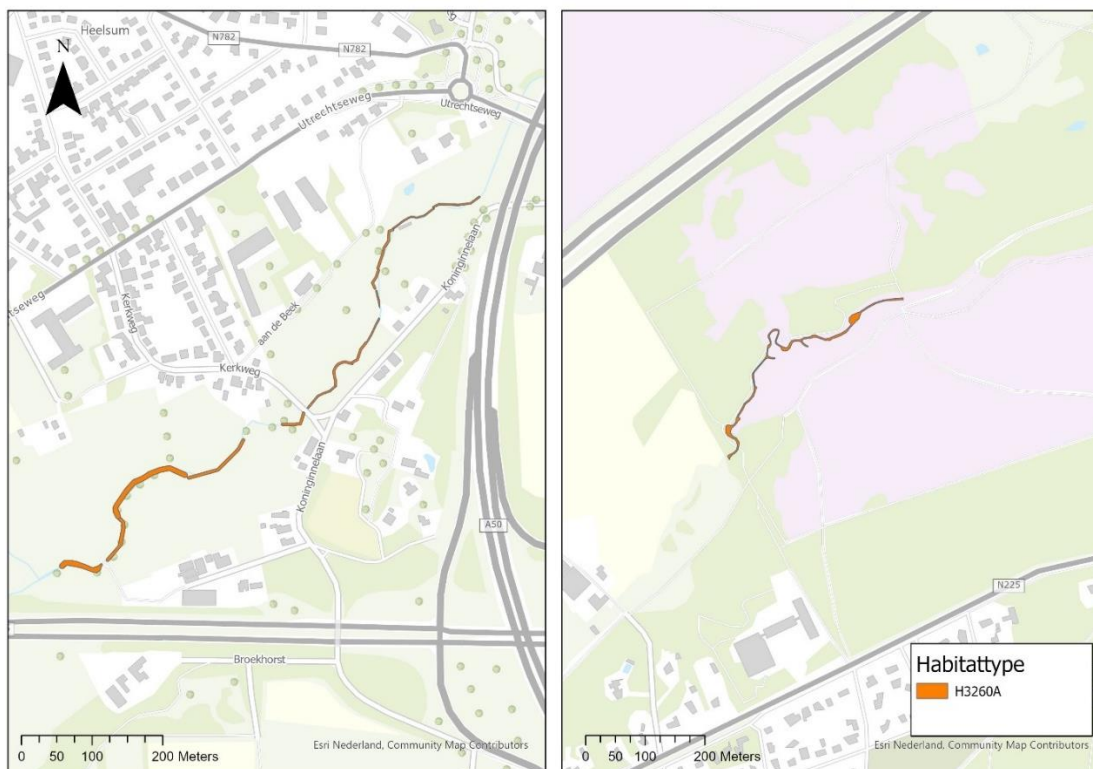 Heelsum
N
N782
N782
Utrechtseweg
Utrechtseweg
tseweg
Kerkweg
aan de Beek
Koninginnelaan
Kerkweg
Koninginnelaan
A50
Broekhorst
0 50 100 200 Meters
Esri Nederland, Community Map Contributors
N225
Habitattype
H3260A
0 50 100 200 Meters
Esri Nederland, Community Map Contributors